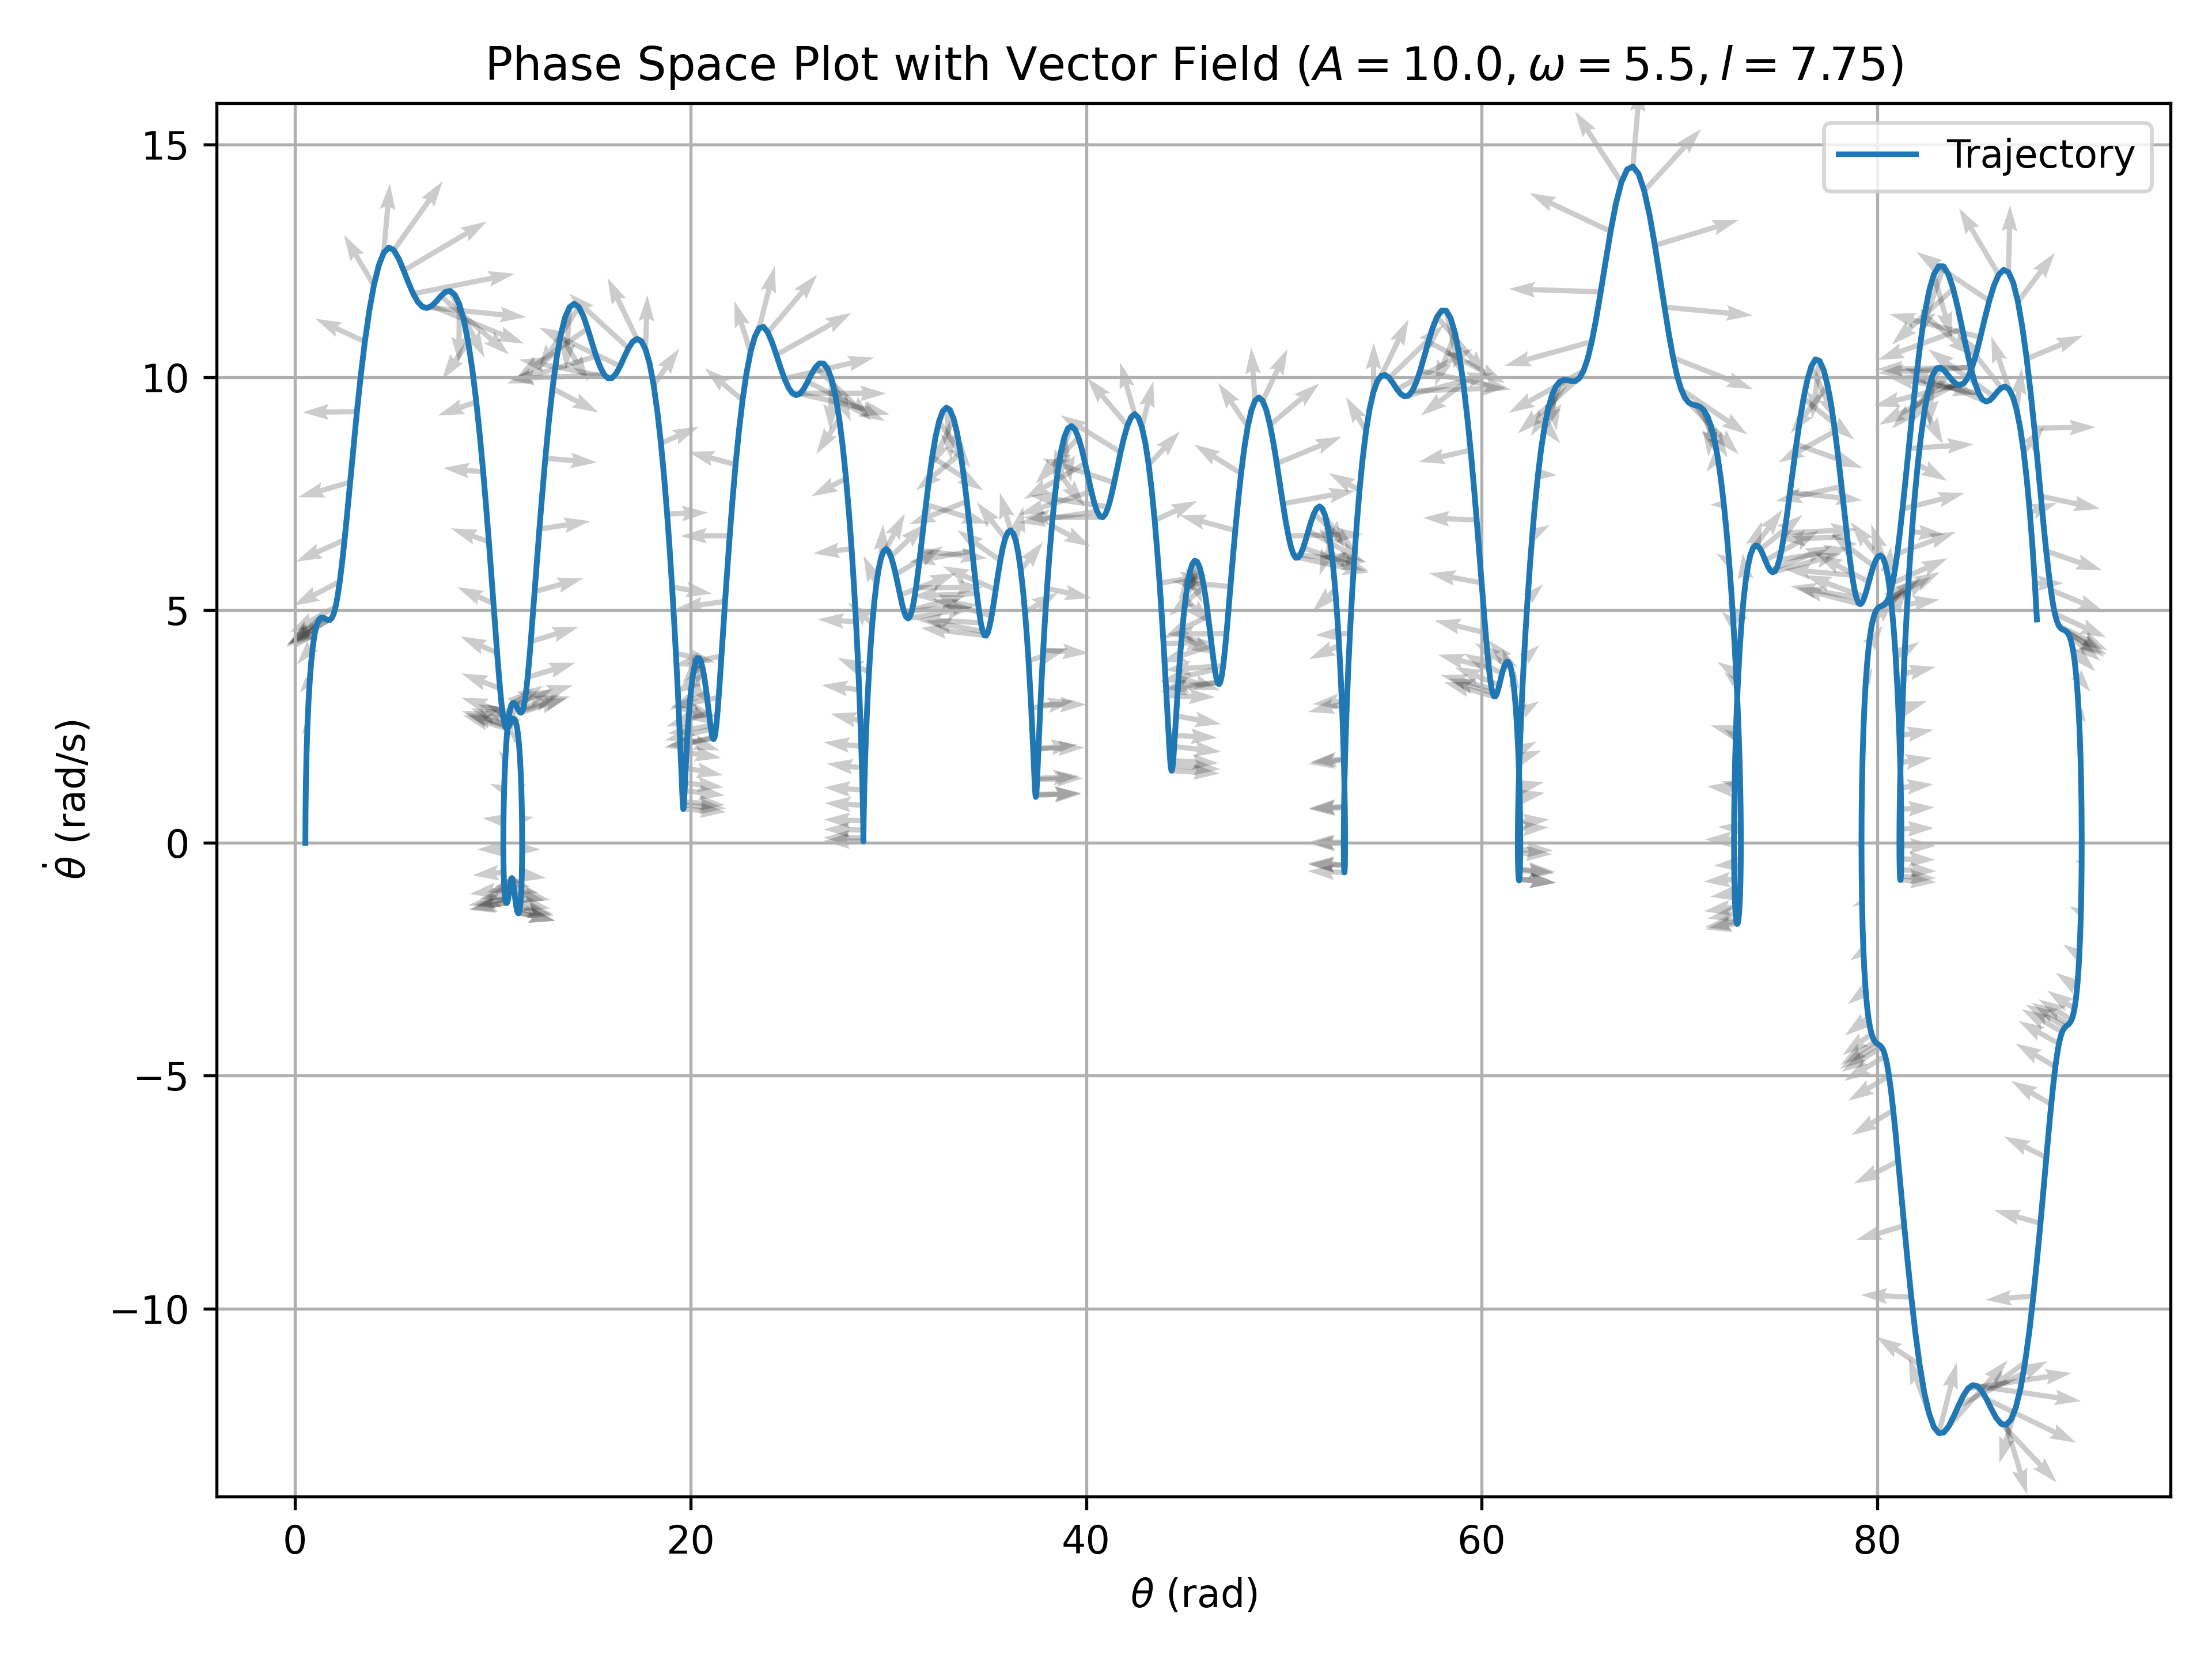 Phase Space Plot with Vector Field (A = 10.0, ω = 5.5, l = 7.75)
Trajectory
15
10
5
0
−5
−10
θ̇ (rad/s)
0 20 40 60 80
θ (rad)